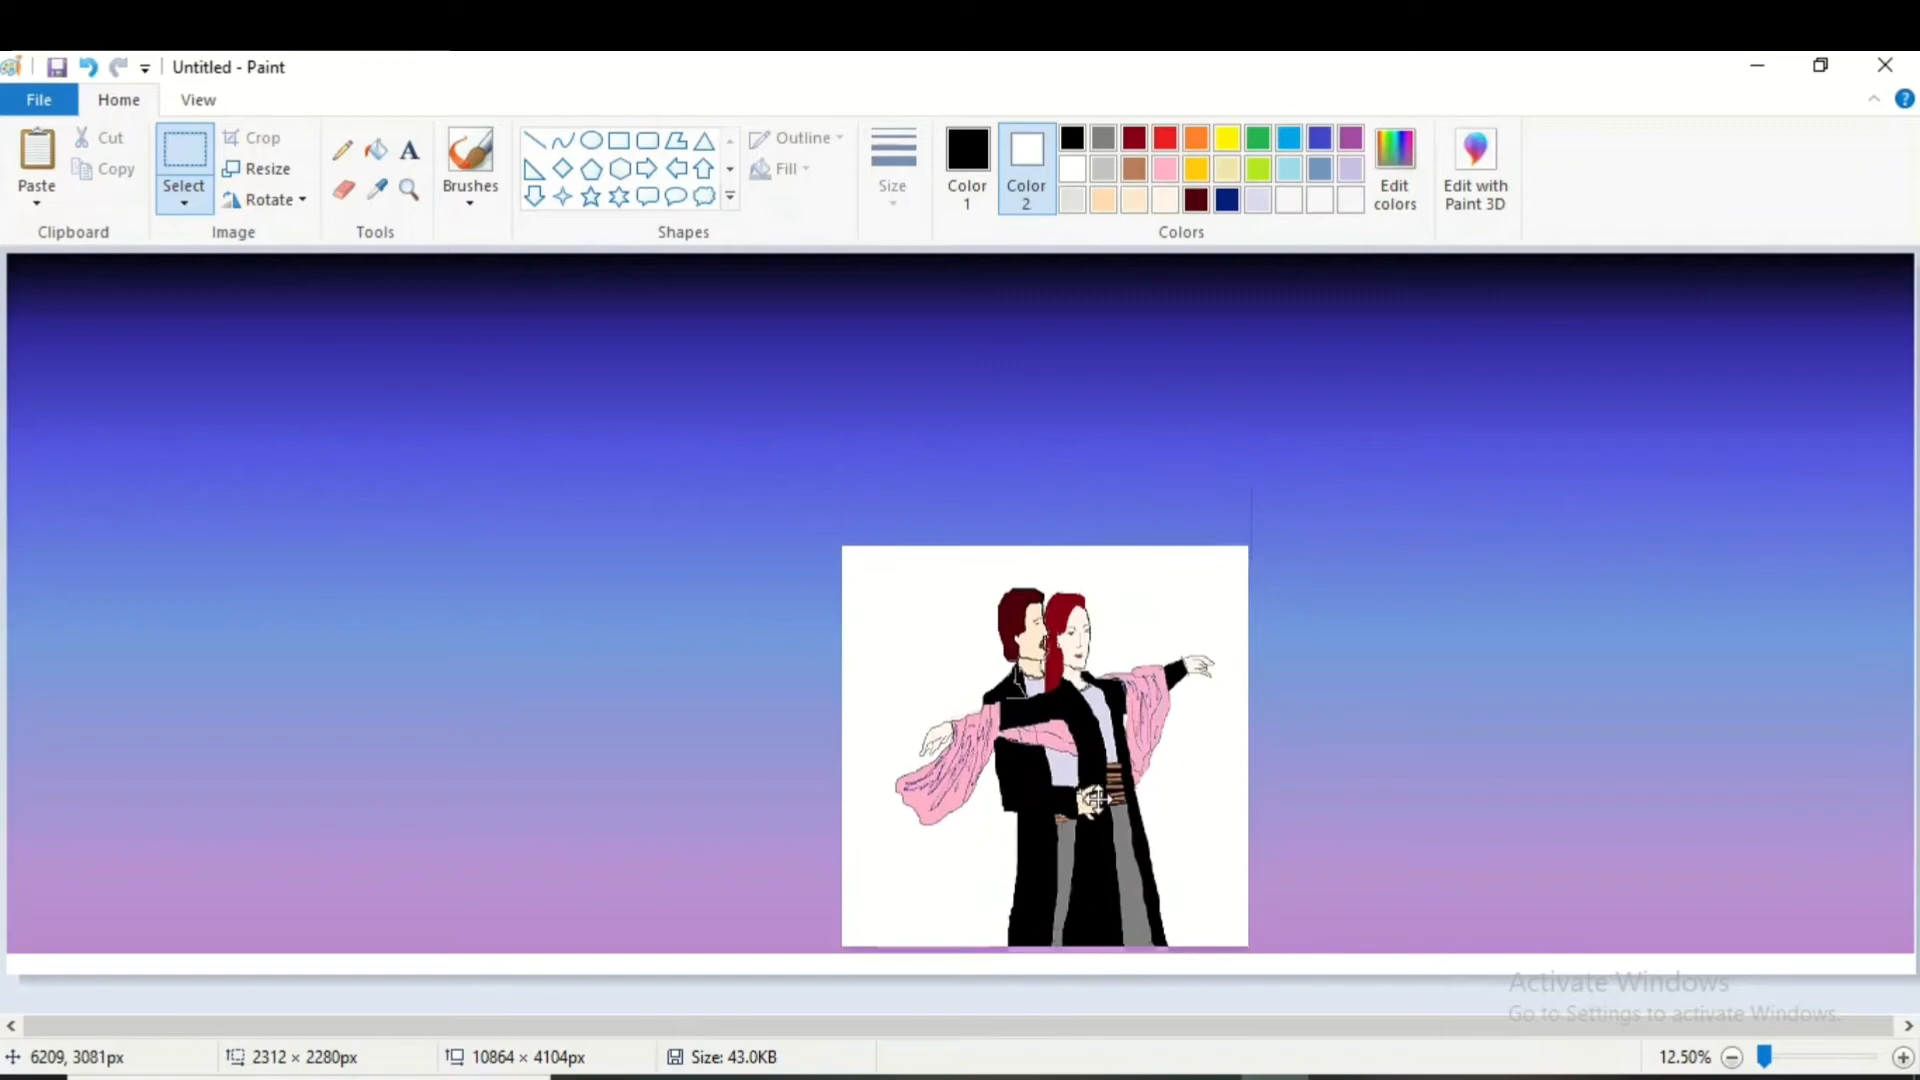 Untitled - Paint
File Home View
Paste
Cut
Copy
Clipboard
Select
Crop
Resize
Rotate
Image
A
Tools
Brushes
Shapes
Outline
Fill
Size
Color
1
Color
2
Colors
Edit
colors
Edit with
Paint 3D
Activate Windows
Go to Settings to activate Windows.
6209, 3081px
2312 × 2280px
10864 × 4104px
Size: 43.0KB
12.50%